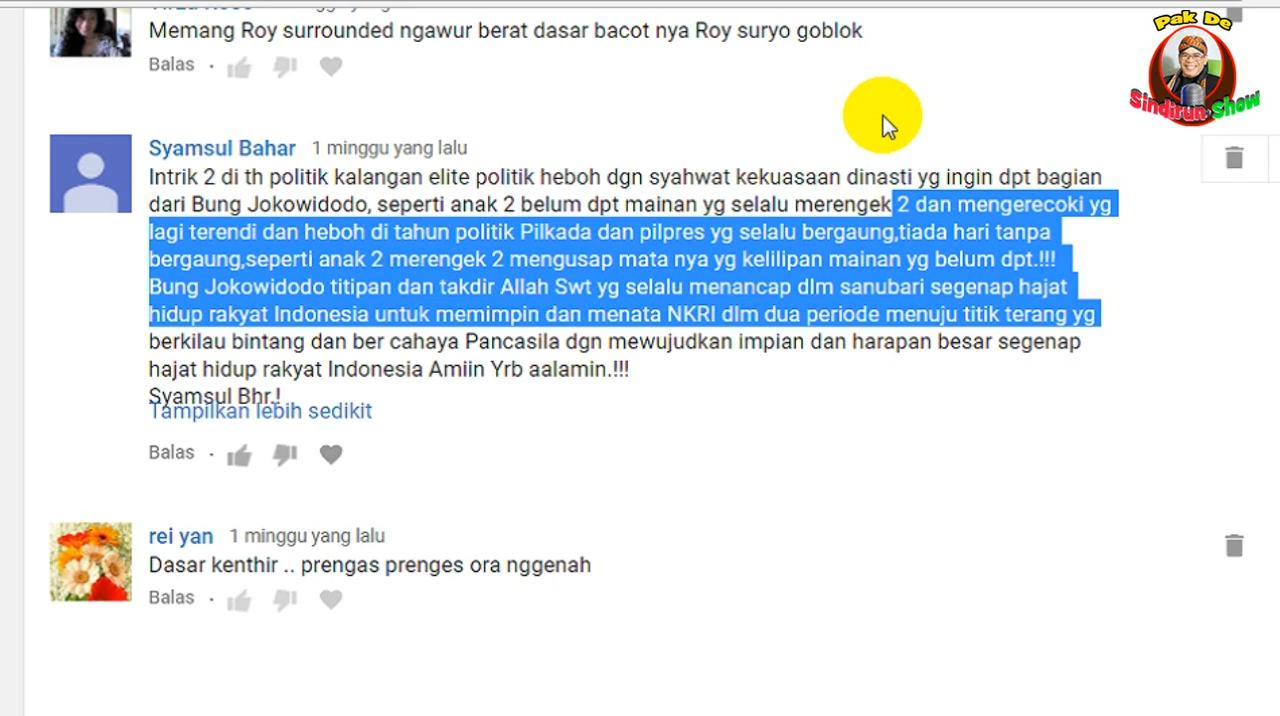 Memang Roy surrounded ngawur berat dasar bacot nya Roy suryo goblok
Balas
Pak De
Sindirun Show
Syamsul Bahar 1 minggu yang lalu
Intrik 2 di th politik kalangan elite politik heboh dgn syahwat kekuasaan dinasti yg ingin dpt bagian
dari Bung Jokowidodo, seperti anak 2 belum dpt mainan yg selalu merengek 2 dan mengerecoki yg
lagi terendi dan heboh di tahun politik Pilkada dan pilpres yg selalu bergaung,tiada hari tanpa
bergaung,seperti anak 2 merengek 2 mengusap mata nya yg kelilipan mainan yg belum dpt.!!!
Bung Jokowidodo titipan dan takdir Allah Swt yg selalu menancap dlm sanubari segenap hajat
hidup rakyat Indonesia untuk memimpin dan menata NKRI dlm dua periode menuju titik terang yg
berkilau bintang dan ber cahaya Pancasila dgn mewujudkan impian dan harapan besar segenap
hajat hidup rakyat Indonesia Amiin Yrb aalamin.!!!
Syamsul Bhr.!
Tampilkan lebih sedikit
Balas
rei yan 1 minggu yang lalu
Dasar kenthir .. prengas prenges ora nggenah
Balas